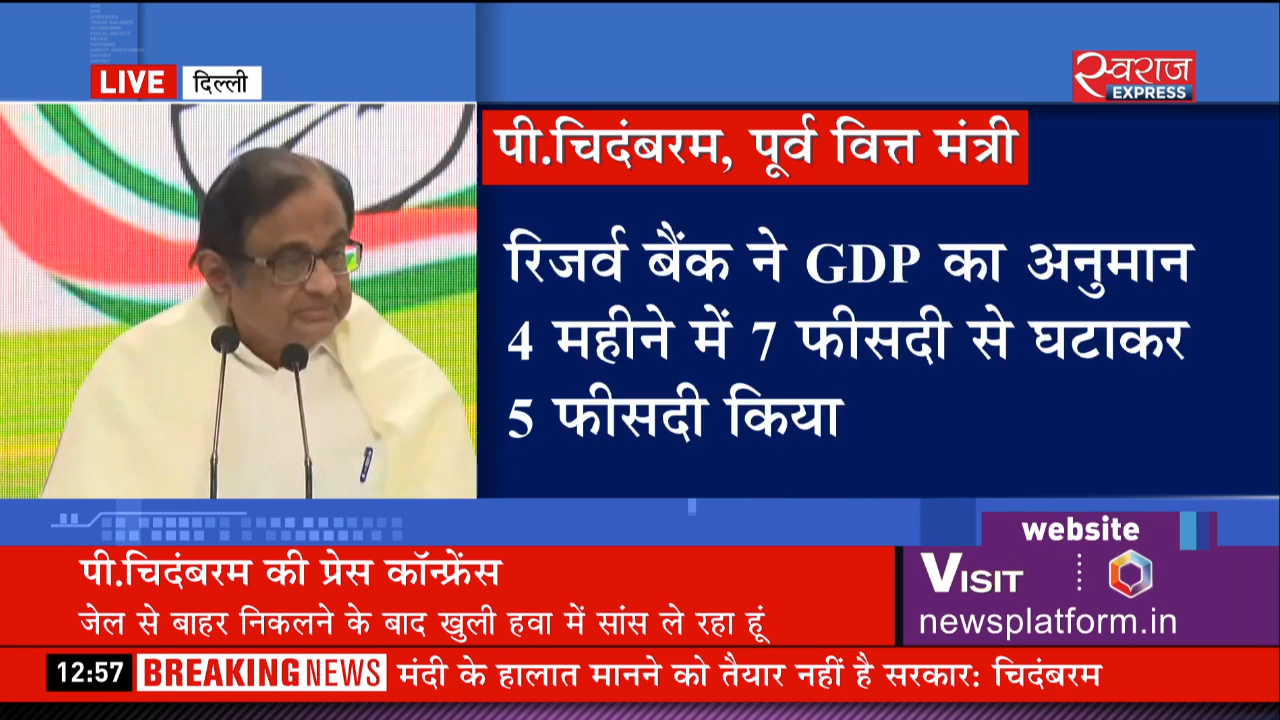 LIVE दिल्ली
स्वराज
EXPRESS
पी.चिदंबरम, पूर्व वित्त मंत्री
रिजर्व बैंक ने GDP का अनुमान
4 महीने में 7 फीसदी से घटाकर
5 फीसदी किया
website
पी.चिदंबरम की प्रेस कॉन्फ्रेंस
VISIT
जेल से बाहर निकलने के बाद खुली हवा में सांस ले रहा हूं
newsplatform.in
12:57 BREAKING NEWS मंदी के हालात मानने को तैयार नहीं है सरकार: चिदंबरम